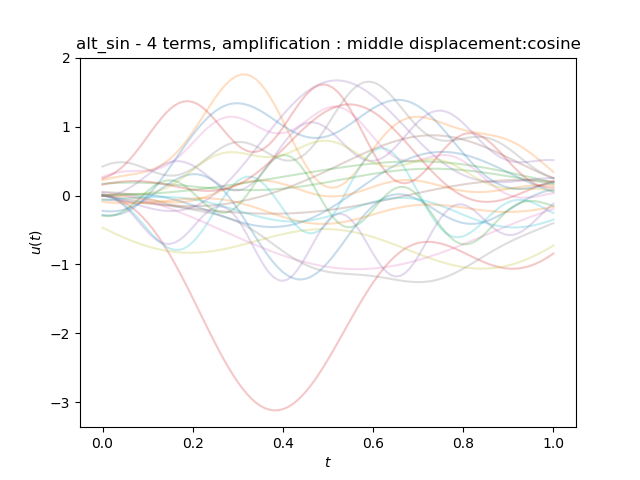 alt_sin - 4 terms, amplification : middle displacement:cosine
2
1
0
−1
−2
−3
u(t)
0.0 0.2 0.4 0.6 0.8 1.0
t